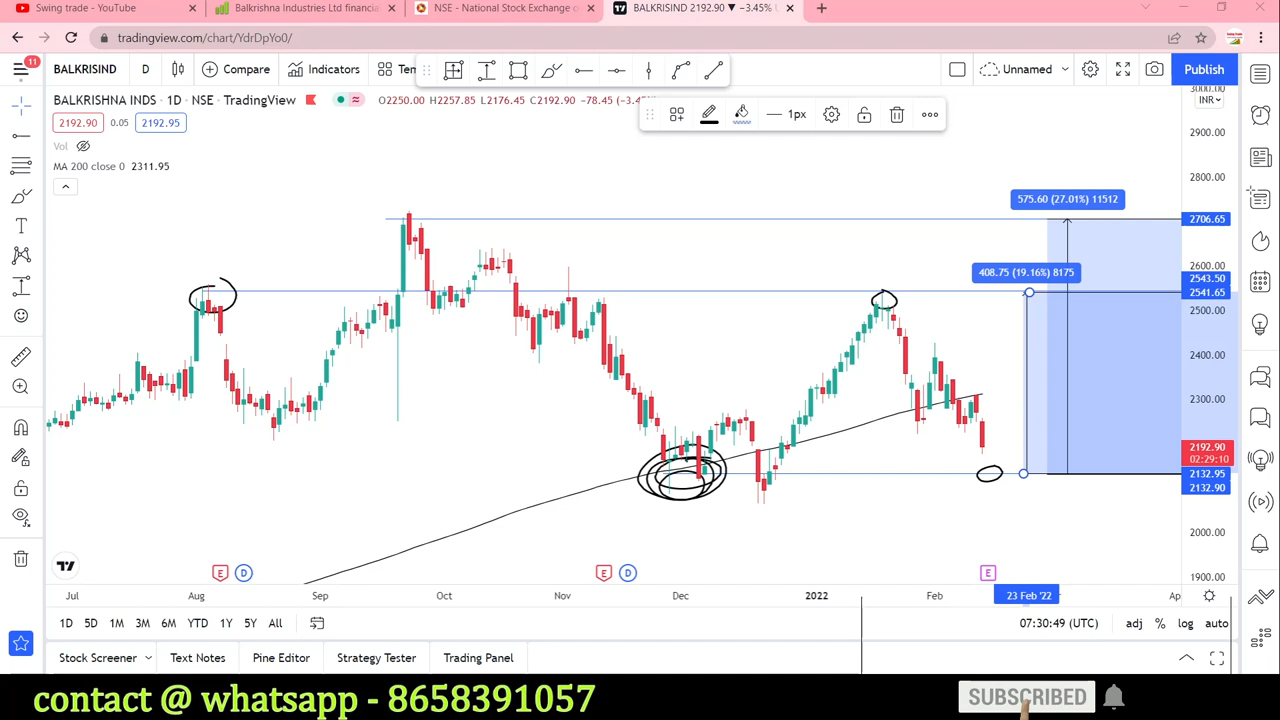 Swing trade - YouTube
Balkrishna Industries Ltd financial
NSE - National Stock Exchange o
BALKRISIND 2192.90 ▼ −3.45%
tradingview.com/chart/YdrDpYo0/
11
BALKRISIND
D
Compare
Indicators
Tem
Unnamed
Publish
BALKRISHNA INDS · 1D · NSE · TradingView
O2250.00 H2257.85 L2176.45 C2192.90 −78.45 (−3.45%)
INR
2192.90
0.05
2192.95
1px
Vol
MA 200 close 0 2311.95
3000.00
2900.00
2800.00
575.60 (27.01%) 11512
2706.65
408.75 (19.16%) 8175
2600.00
2543.50
2541.65
2500.00
2400.00
2300.00
2192.90
02:29:10
2132.95
2132.90
2000.00
1900.00
E
D
E
D
E
Jul
Aug
Sep
Oct
Nov
Dec
2022
Feb
23 Feb '22
Ap
1D
5D
1M
3M
6M
YTD
1Y
5Y
All
07:30:49 (UTC)
adj
%
log
auto
Stock Screener
Text Notes
Pine Editor
Strategy Tester
Trading Panel
contact @ whatsapp - 8658391057
SUBSCRIBED